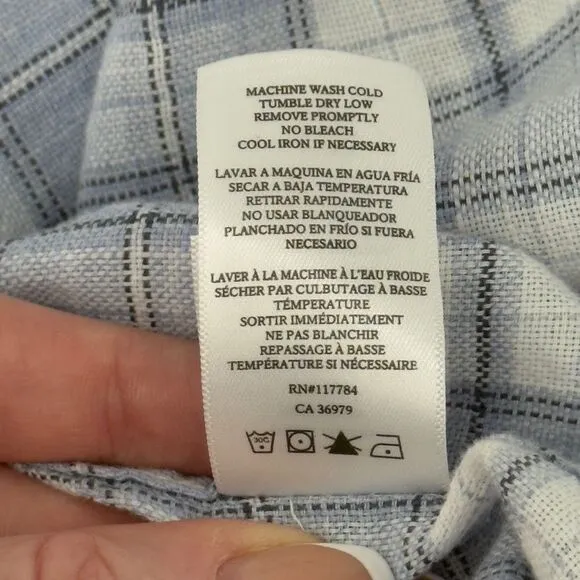 MACHINE WASH COLD
TUMBLE DRY LOW
REMOVE PROMPTLY
NO BLEACH
COOL IRON IF NECESSARY
LAVAR A MAQUINA EN AGUA FRÍA
SECAR A BAJA TEMPERATURA
RETIRAR RAPIDAMENTE
NO USAR BLANQUEADOR
PLANCHADO EN FRÍO SI FUERA
NECESARIO
LAVER À LA MACHINE À L'EAU FROIDE
SÉCHER PAR CULBUTAGE À BASSE
TÉMPÉRATURE
SORTIR IMMÉDIATEMENT
NE PAS BLANCHIR
REPASSAGE À BASSE
TEMPÉRATURE SI NÉCESSAIRE
RN#117784
CA 36979
30C